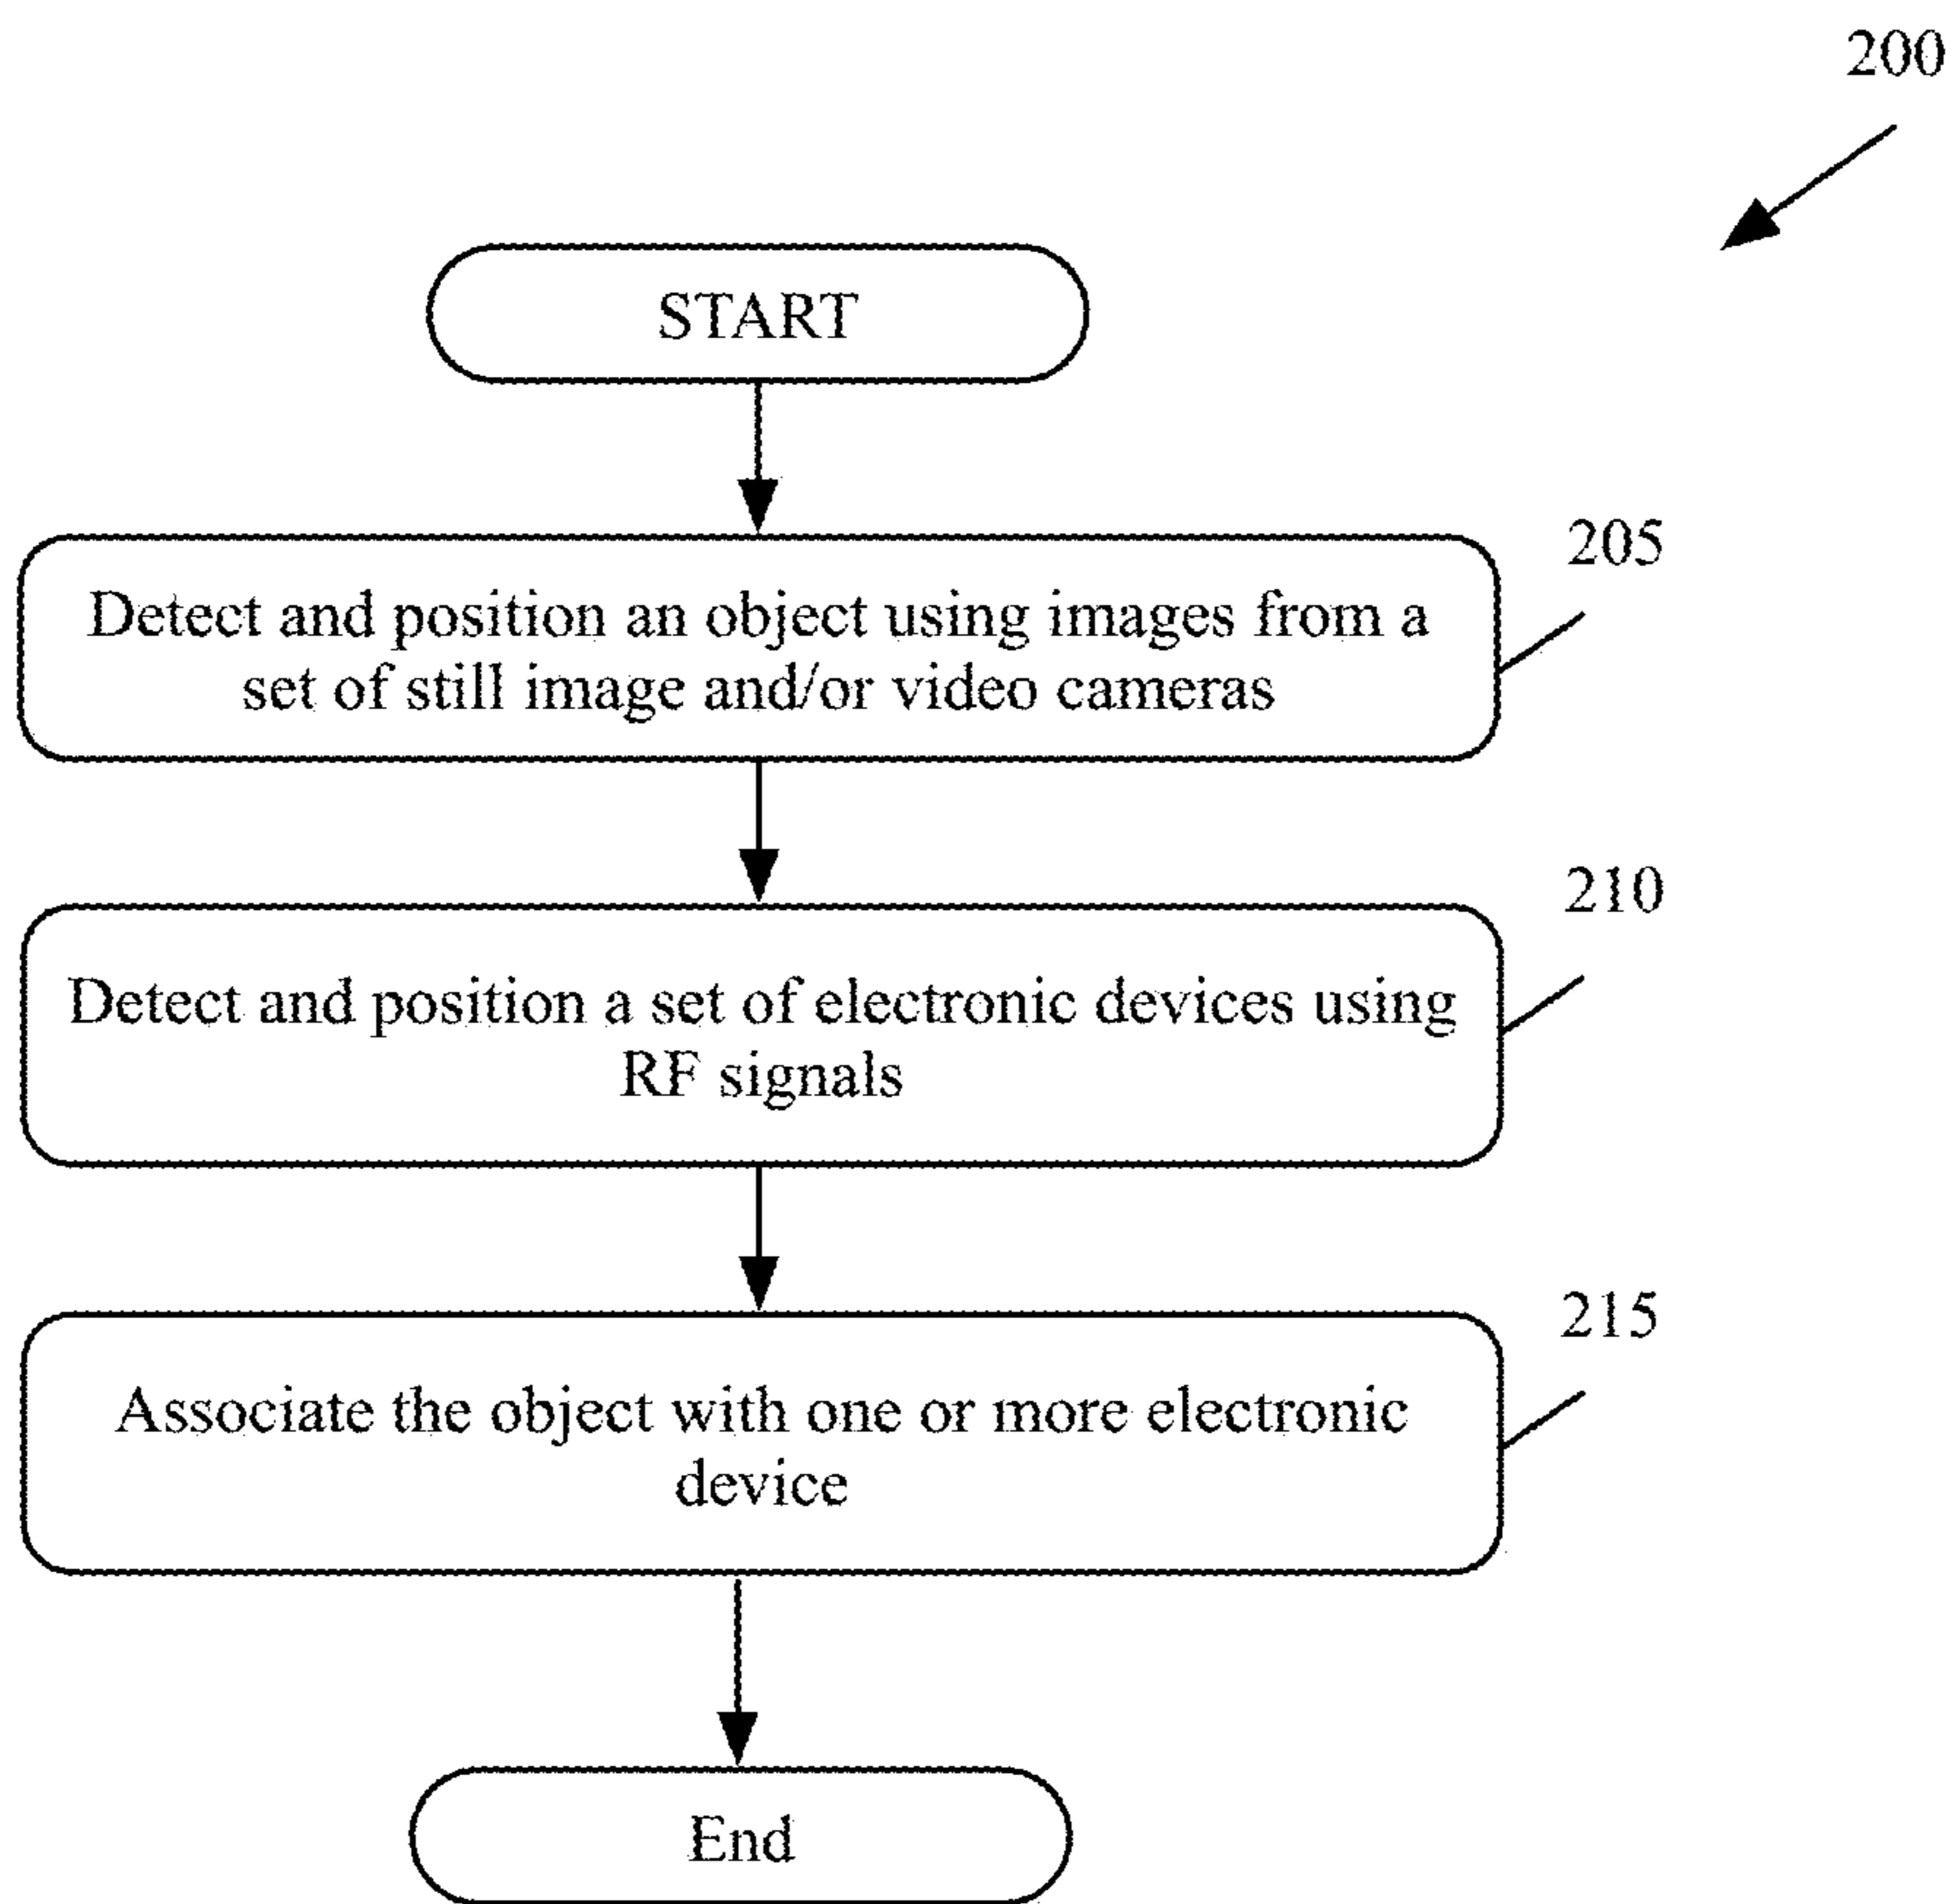 200
START
205
Detect and position an object using images from a
set of still image and/or video cameras
210
Detect and position a set of electronic devices using
RF signals
215
Associate the object with one or more electronic
device
End